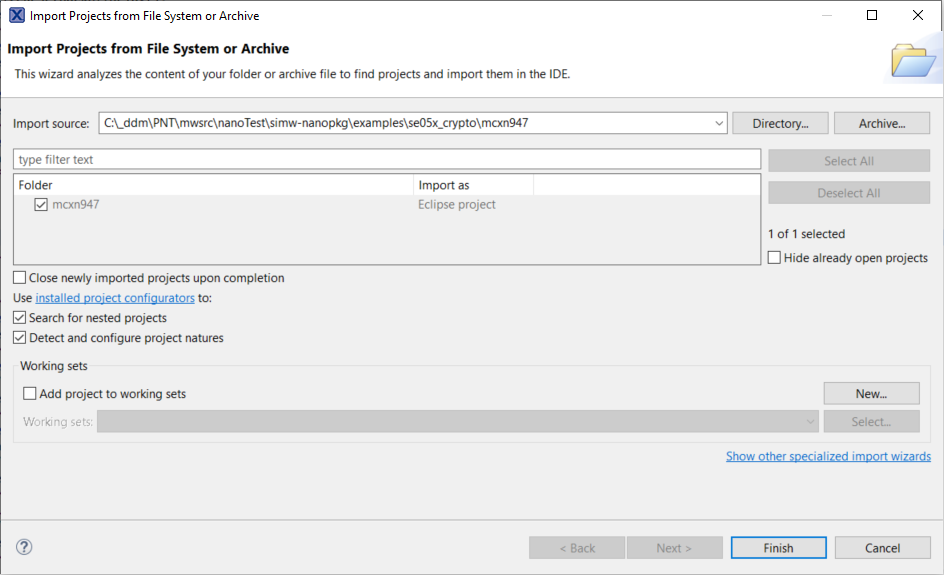 Import Projects from File System or Archive
Import Projects from File System or Archive
This wizard analyzes the content of your folder or archive file to find projects and import them in the IDE.
Import source: C:\_ddm\PNT\mwsrc\nanoTest\simw-nanopkg\examples\se05x_crypto\mcxn947 Directory... Archive...
type filter text Select All
Folder Import as Deselect All
mcxn947 Eclipse project
1 of 1 selected
Hide already open projects
Close newly imported projects upon completion
Use installed project configurators to:
Search for nested projects
Detect and configure project natures
Working sets
Add project to working sets New...
Working sets: Select...
Show other specialized import wizards
? < Back Next > Finish Cancel